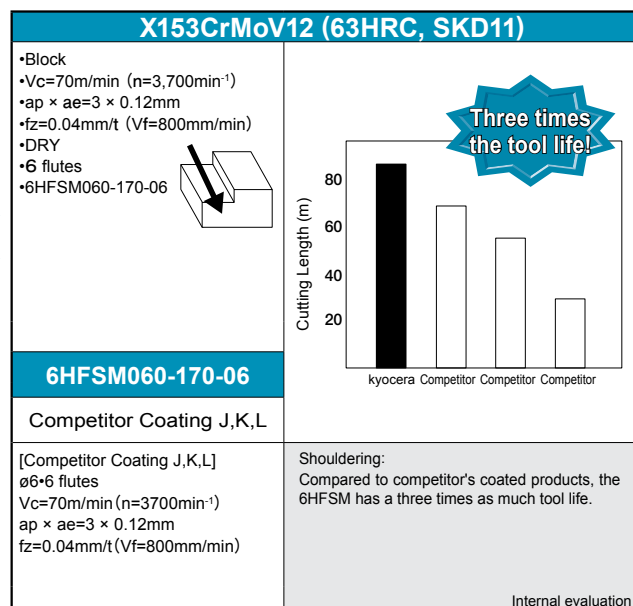 X153CrMoV12 (63HRC, SKD11)
•Block
•Vc=70m/min (n=3,700min⁻¹)
•ap × ae=3 × 0.12mm
•fz=0.04mm/t (Vf=800mm/min)
•DRY
•6 flutes
•6HFSM060-170-06
Three times
the tool life!
Cutting Length (m)
80
60
40
20
kyocera Competitor Competitor Competitor
6HFSM060-170-06
Competitor Coating J,K,L
[Competitor Coating J,K,L]
ø6•6 flutes
Vc=70m/min (n=3700min⁻¹)
ap × ae=3 × 0.12mm
fz=0.04mm/t (Vf=800mm/min)
Shouldering:
Compared to competitor's coated products, the
6HFSM has a three times as much tool life.
Internal evaluation